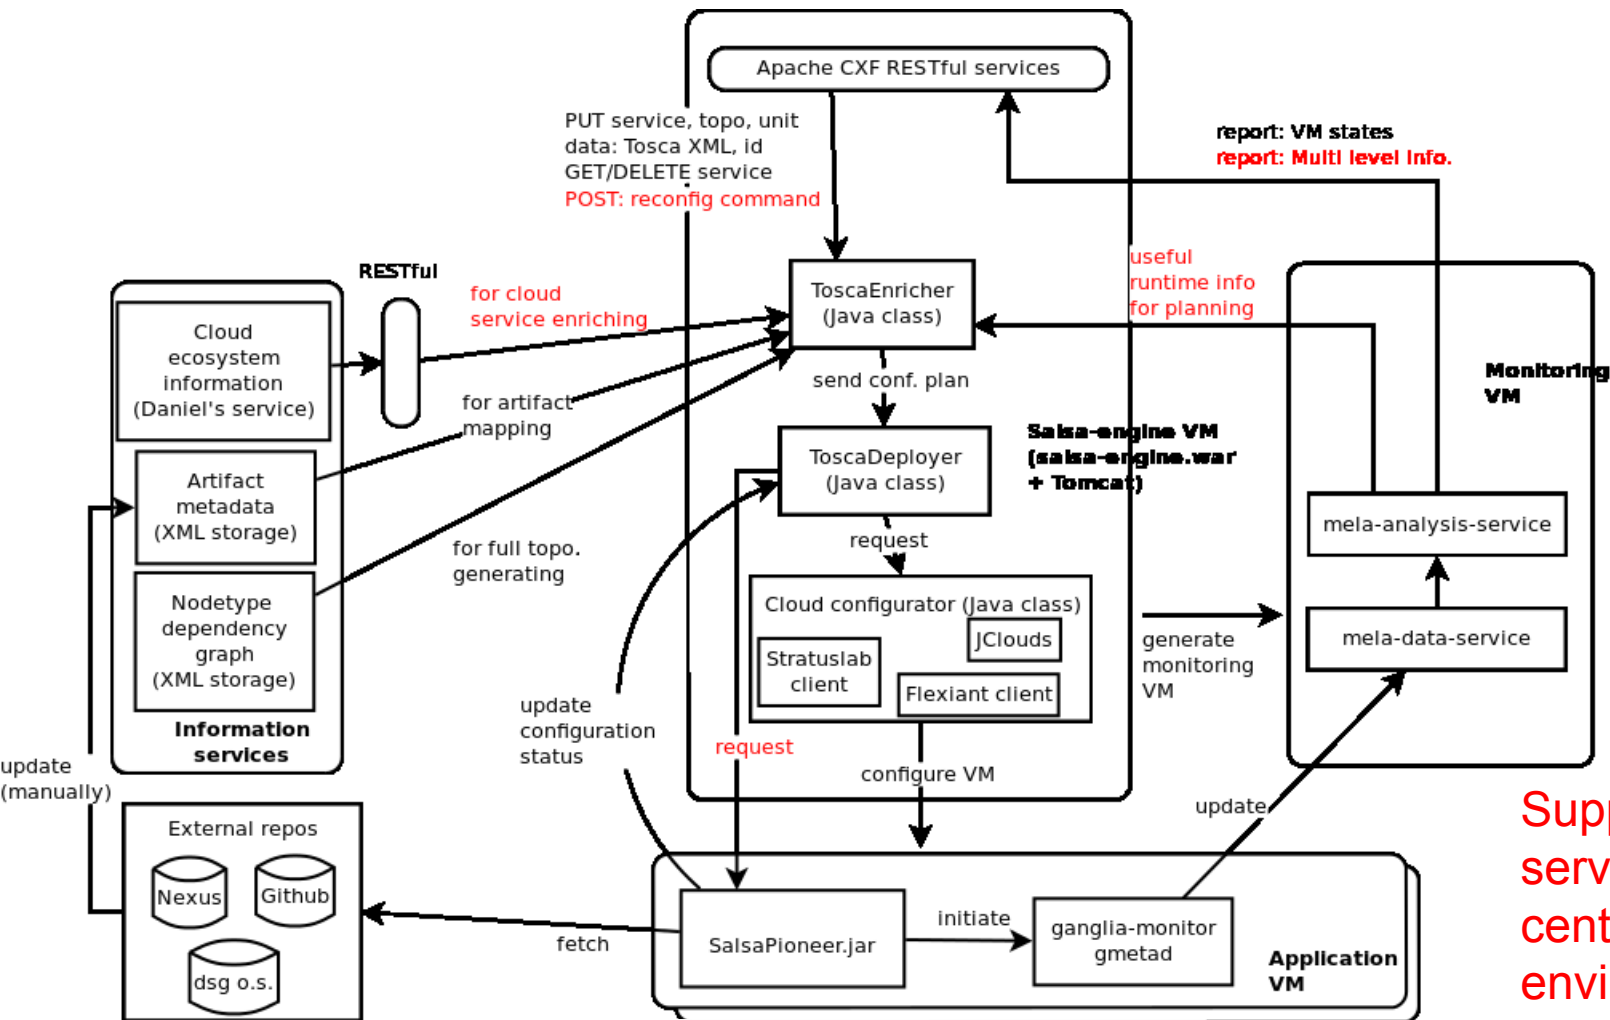 Apache CXF RESTful services
PUT service, topo, unit
data: Tosca XML, id
GET/DELETE service
POST: reconfig command
report: VM states
report: Multi level info.
RESTful
for cloud
service enriching
ToscaEnricher
(Java class)
useful
runtime info
for planning
Cloud
ecosystem
information
(Daniel's service)
for artifact
mapping
send conf. plan
Monitoring
VM
Salsa-engine VM
(salsa-engine.war
+ Tomcat)
ToscaDeployer
(Java class)
Artifact
metadata
(XML storage)
for full topo.
generating
request
mela-analysis-service
Nodetype
dependency
graph
(XML storage)
Information
services
Cloud configurator (Java class)
JClouds
Stratuslab
client
Flexiant client
generate
monitoring
VM
mela-data-service
update
configuration
status
request
configure VM
update
(manually)
update
External repos
Nexus
Github
dsg o.s.
fetch
SalsaPioneer.jar
initiate
ganglia-monitor
gmetad
Application
VM